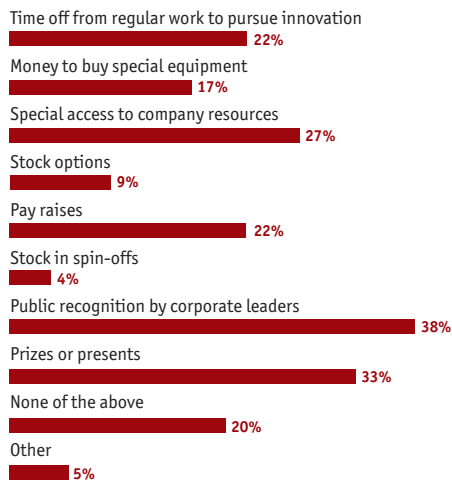 Time off from regular work to pursue innovation
22%
Money to buy special equipment
17%
Special access to company resources
27%
Stock options
9%
Pay raises
22%
Stock in spin-offs
4%
Public recognition by corporate leaders
38%
Prizes or presents
33%
None of the above
20%
Other
5%